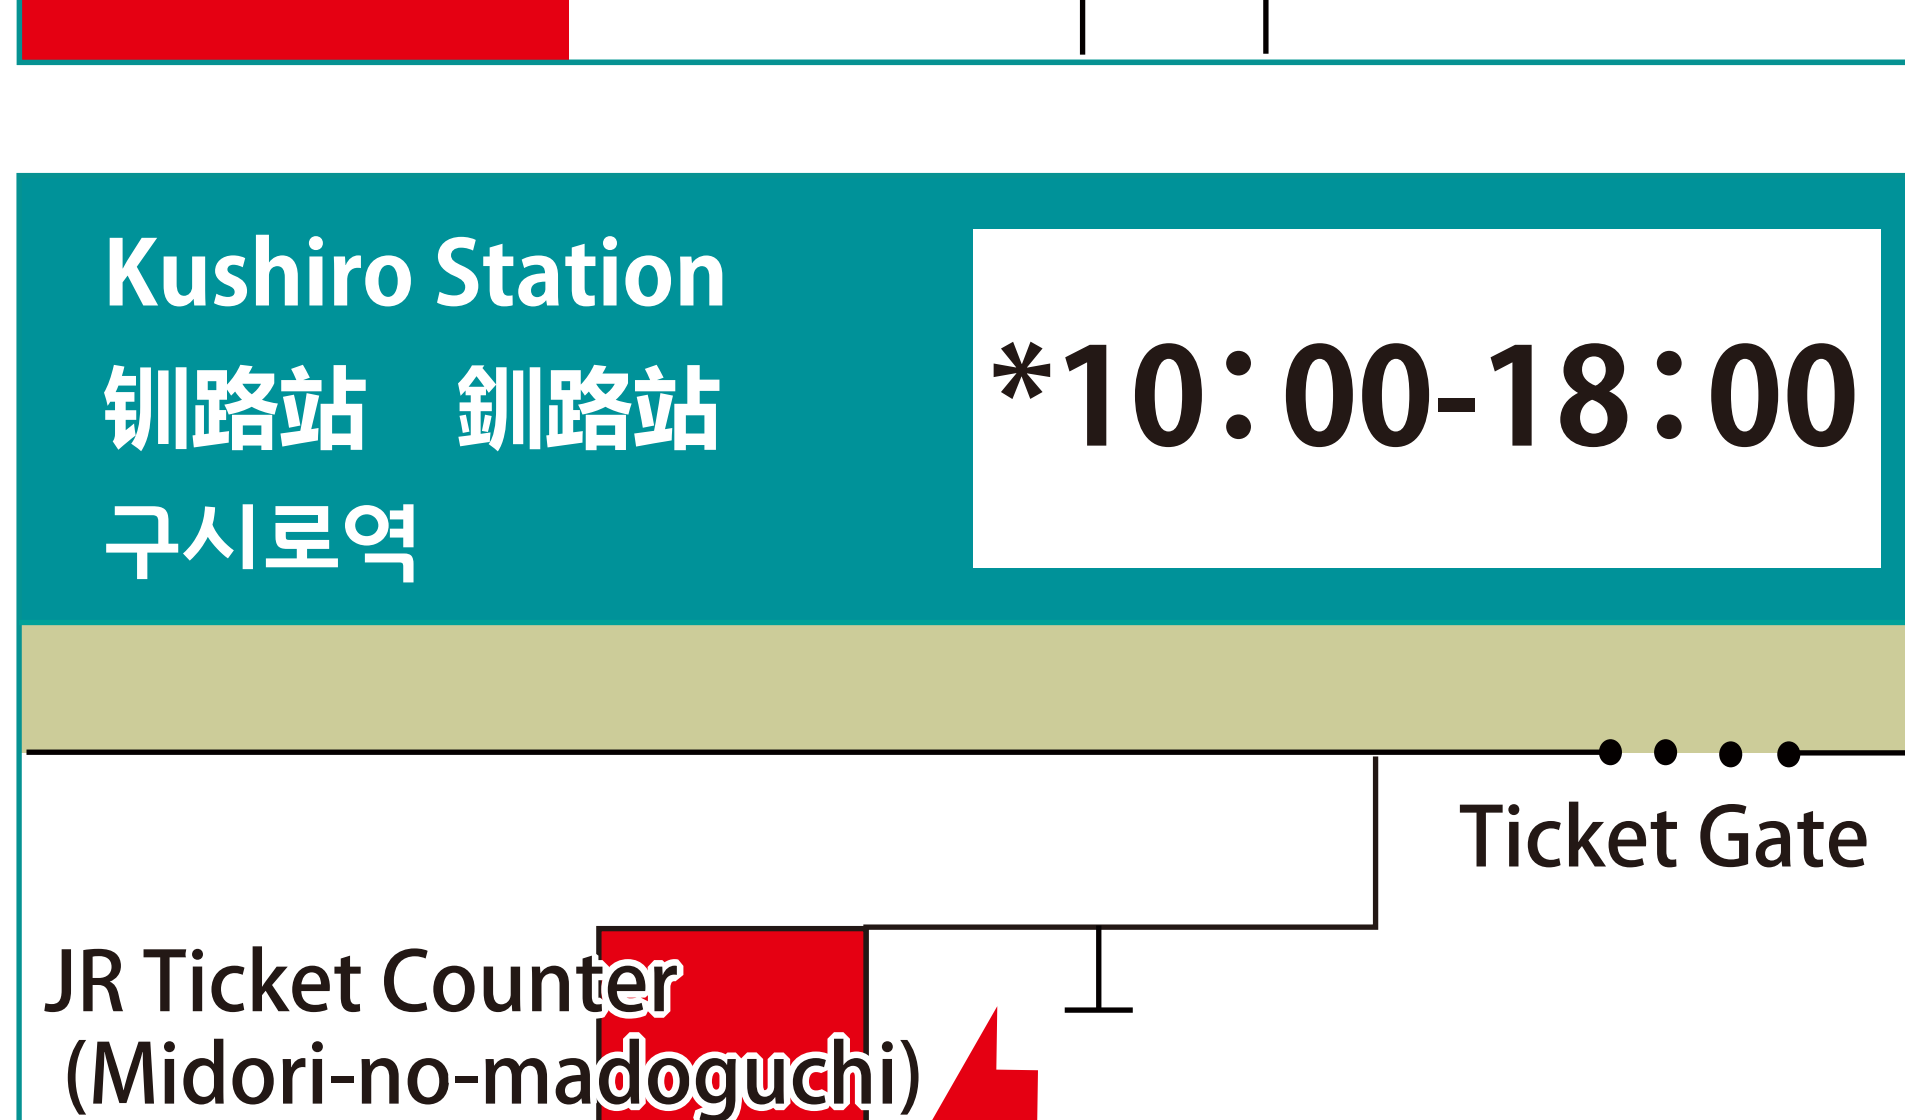 Kushiro Station
钏路站　釧路站
구시로역
*10：00-18：00
Ticket Gate
JR Ticket Counter
(Midori-no-madoguchi)